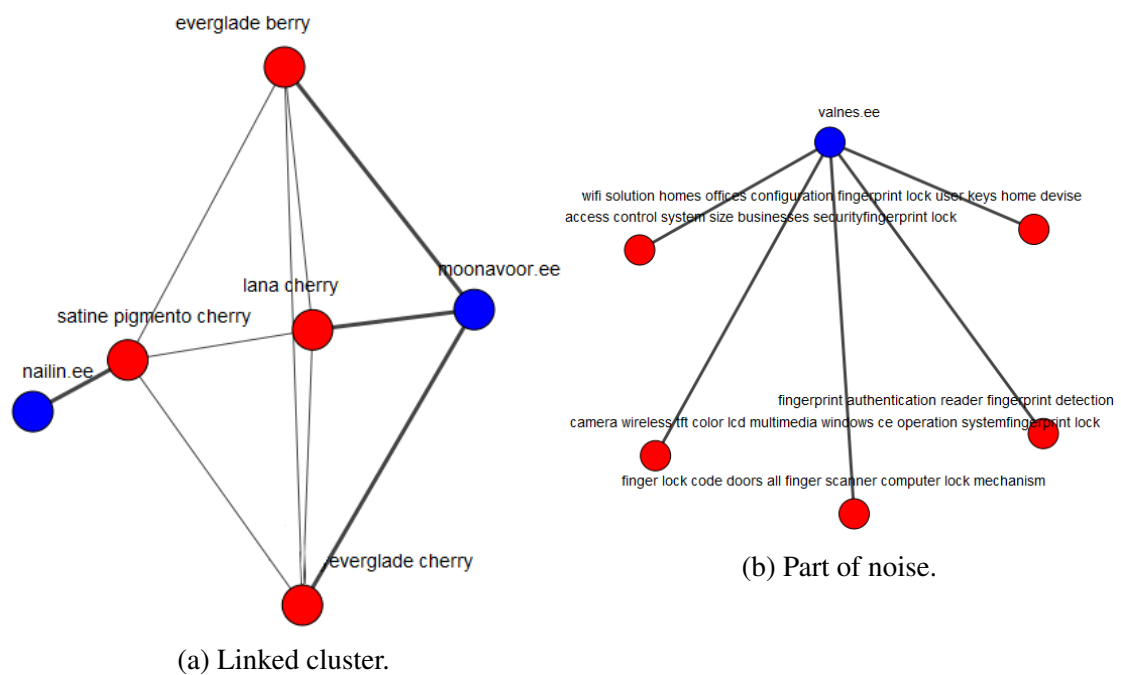 everglade berry
moonavoor.ee
lana cherry
satine pigmento cherry
nailin.ee
everglade cherry
(a) Linked cluster.
valnes.ee
wifi solution homes offices configuration fingerprint lock user keys home devise
access control system size businesses securityfingerprint lock
fingerprint authentication reader fingerprint detection
camera wireless tft color lcd multimedia windows ce operation systemfingerprint lock
finger lock code doors all finger scanner computer lock mechanism
(b) Part of noise.